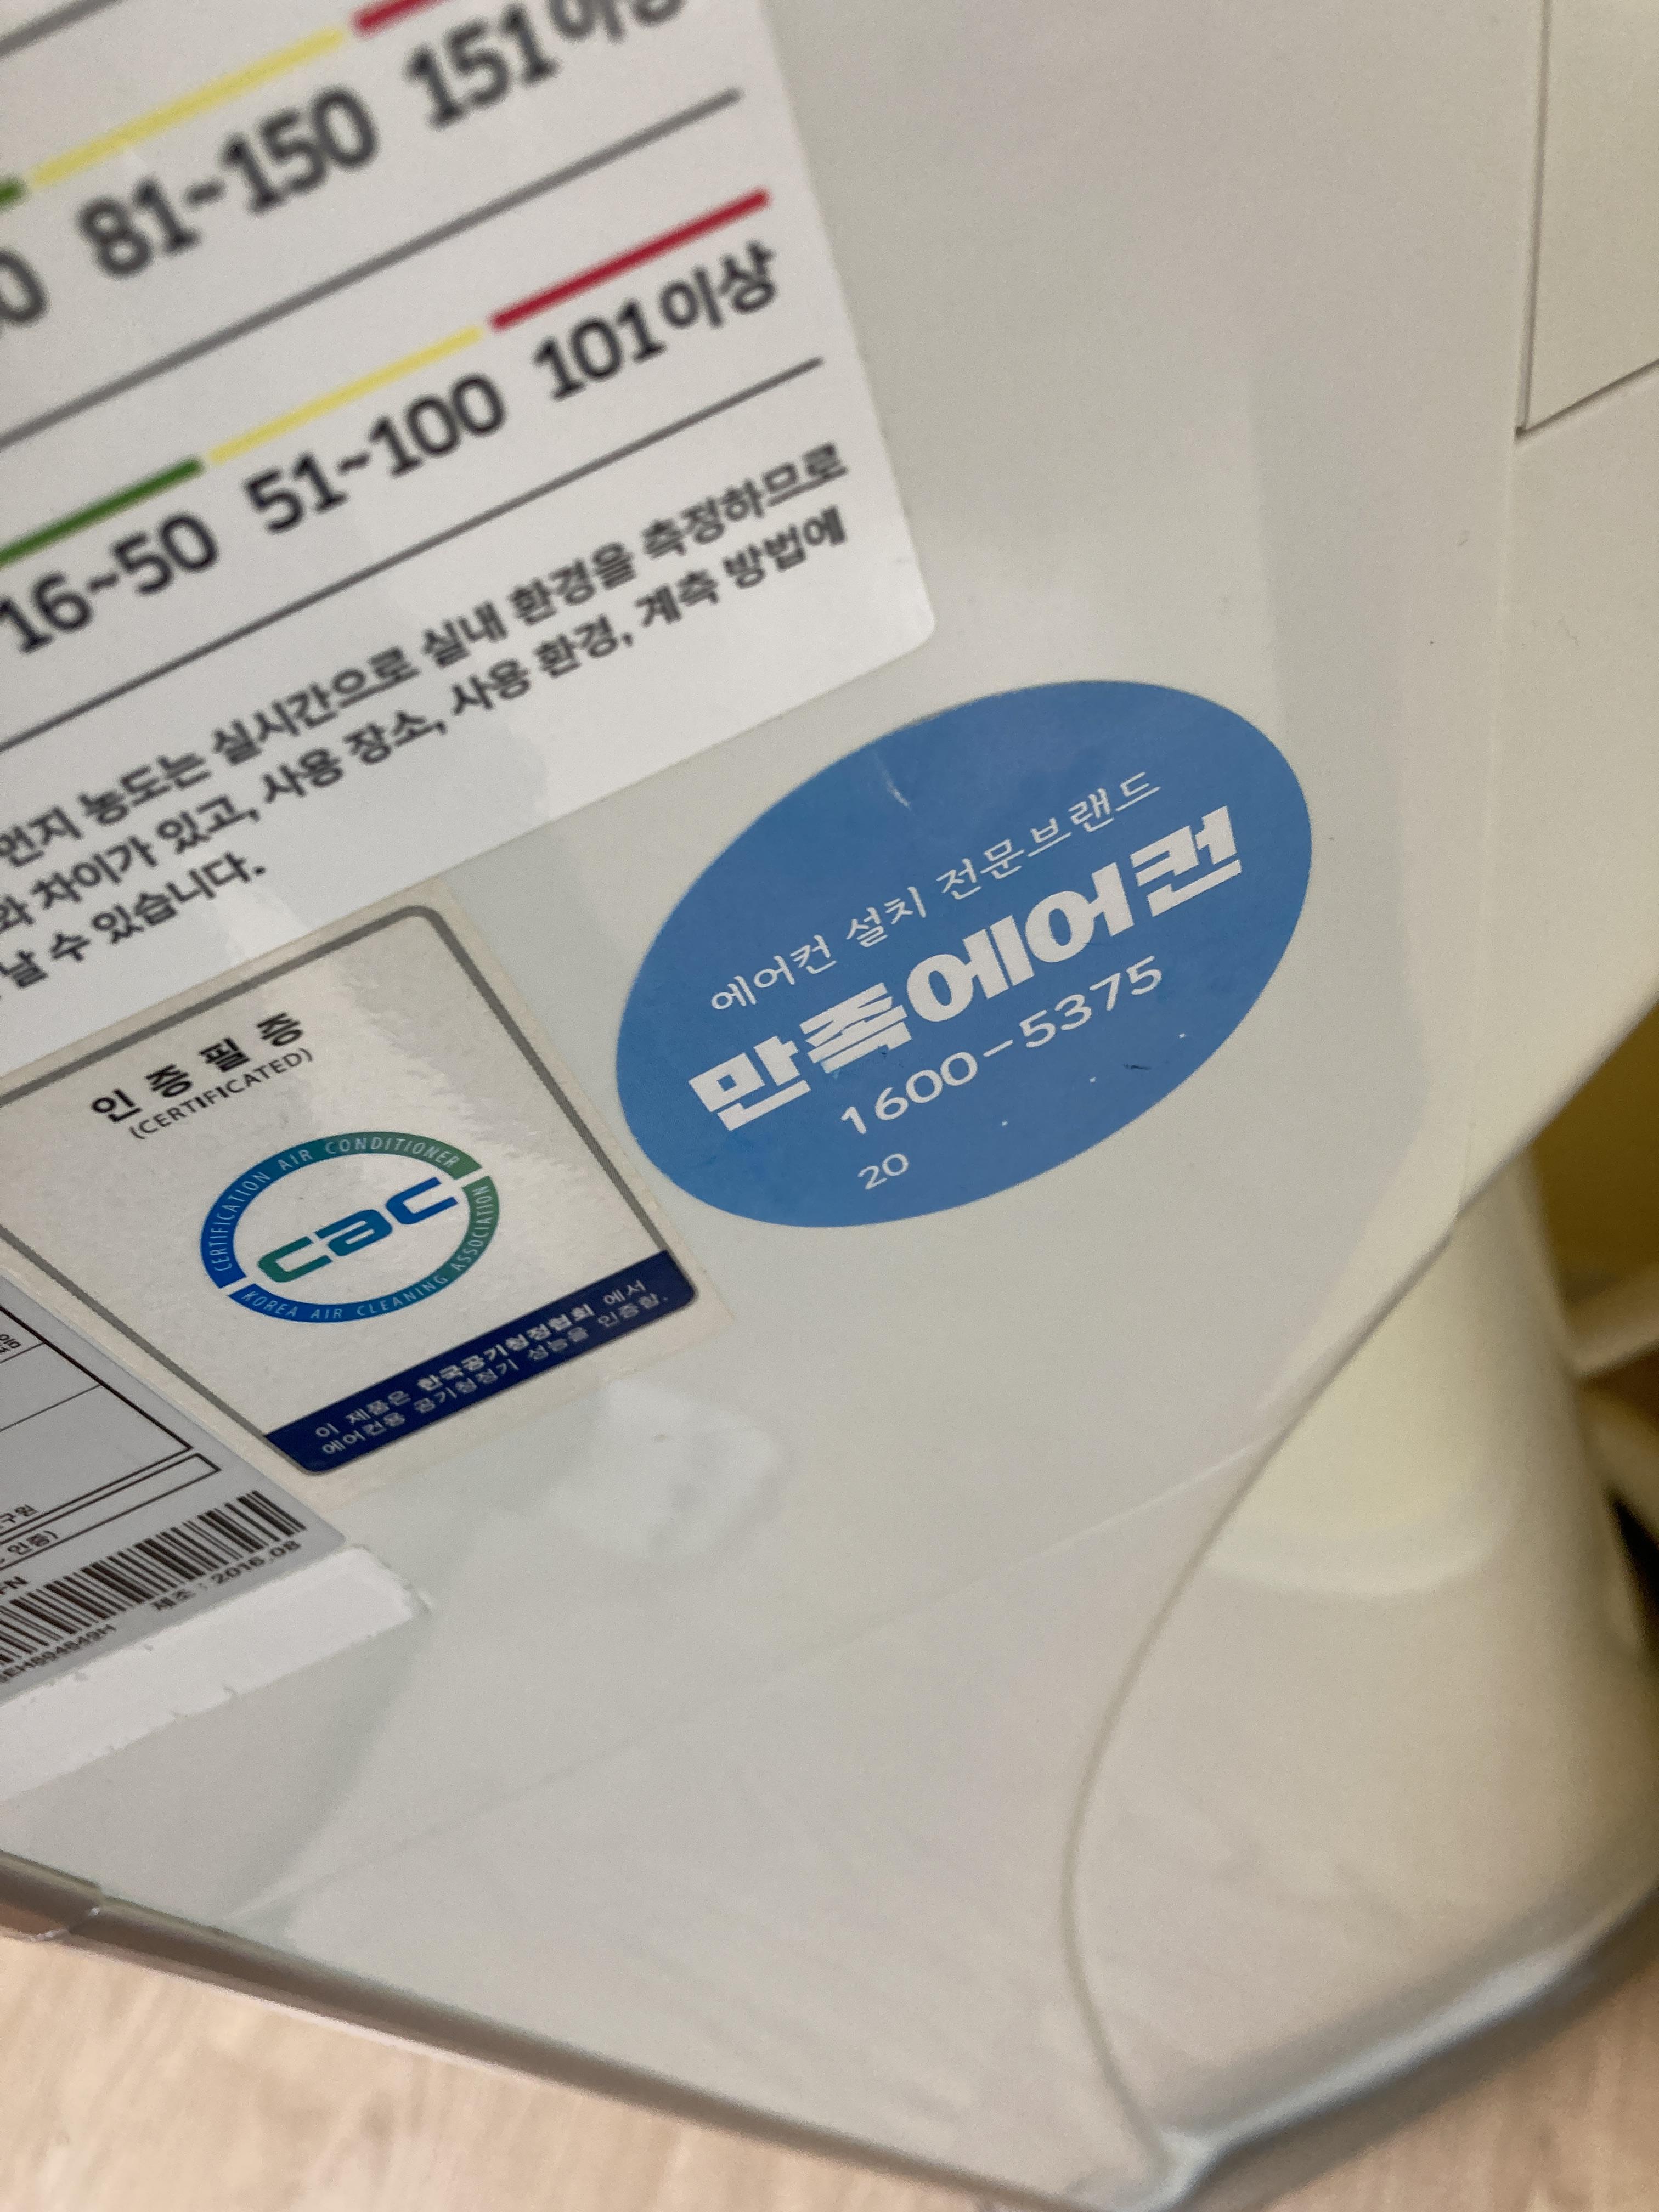 81~150 151이상
16~50 51~100 101이상
먼지 농도는 실시간으로 실내 환경을 측정하므로
차이가 있고, 사용 장소, 사용 환경, 계측 방법에
날 수 있습니다.
에어컨 설치 전문브랜드
만족에어컨
1600-5375
20 . . .
인증필증
(CERTIFICATED)
CERTIFICATION AIR CONDITIONER
cac
KOREA AIR CLEANING ASSOCIATION
이 제품은 한국공기청정협회 에서
에어컨용 공기청정기 성능을 인증함.
인증)
제조 : 2016.08